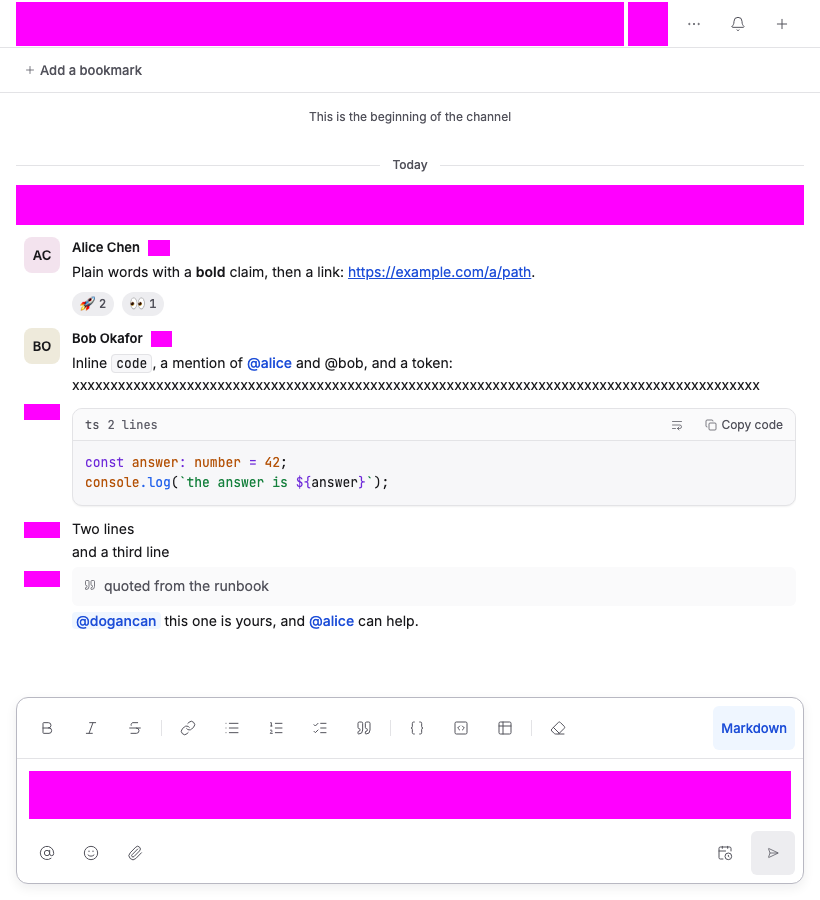 Add a bookmark
This is the beginning of the channel
Today
AC
Alice Chen
Plain words with a bold claim, then a link: https://example.com/a/path.
🚀 2 👀 1
BO
Bob Okafor
Inline code, a mention of @alice and @bob, and a token:
xxxxxxxxxxxxxxxxxxxxxxxxxxxxxxxxxxxxxxxxxxxxxxxxxxxxxxxxxxxxxxxxxxxxxxxxxxxxxxxxxxxxxxxxxx
ts 2 lines
Copy code
const answer: number = 42;
console.log(`the answer is ${answer}`);
Two lines
and a third line
quoted from the runbook
@dogancan this one is yours, and @alice can help.
Markdown